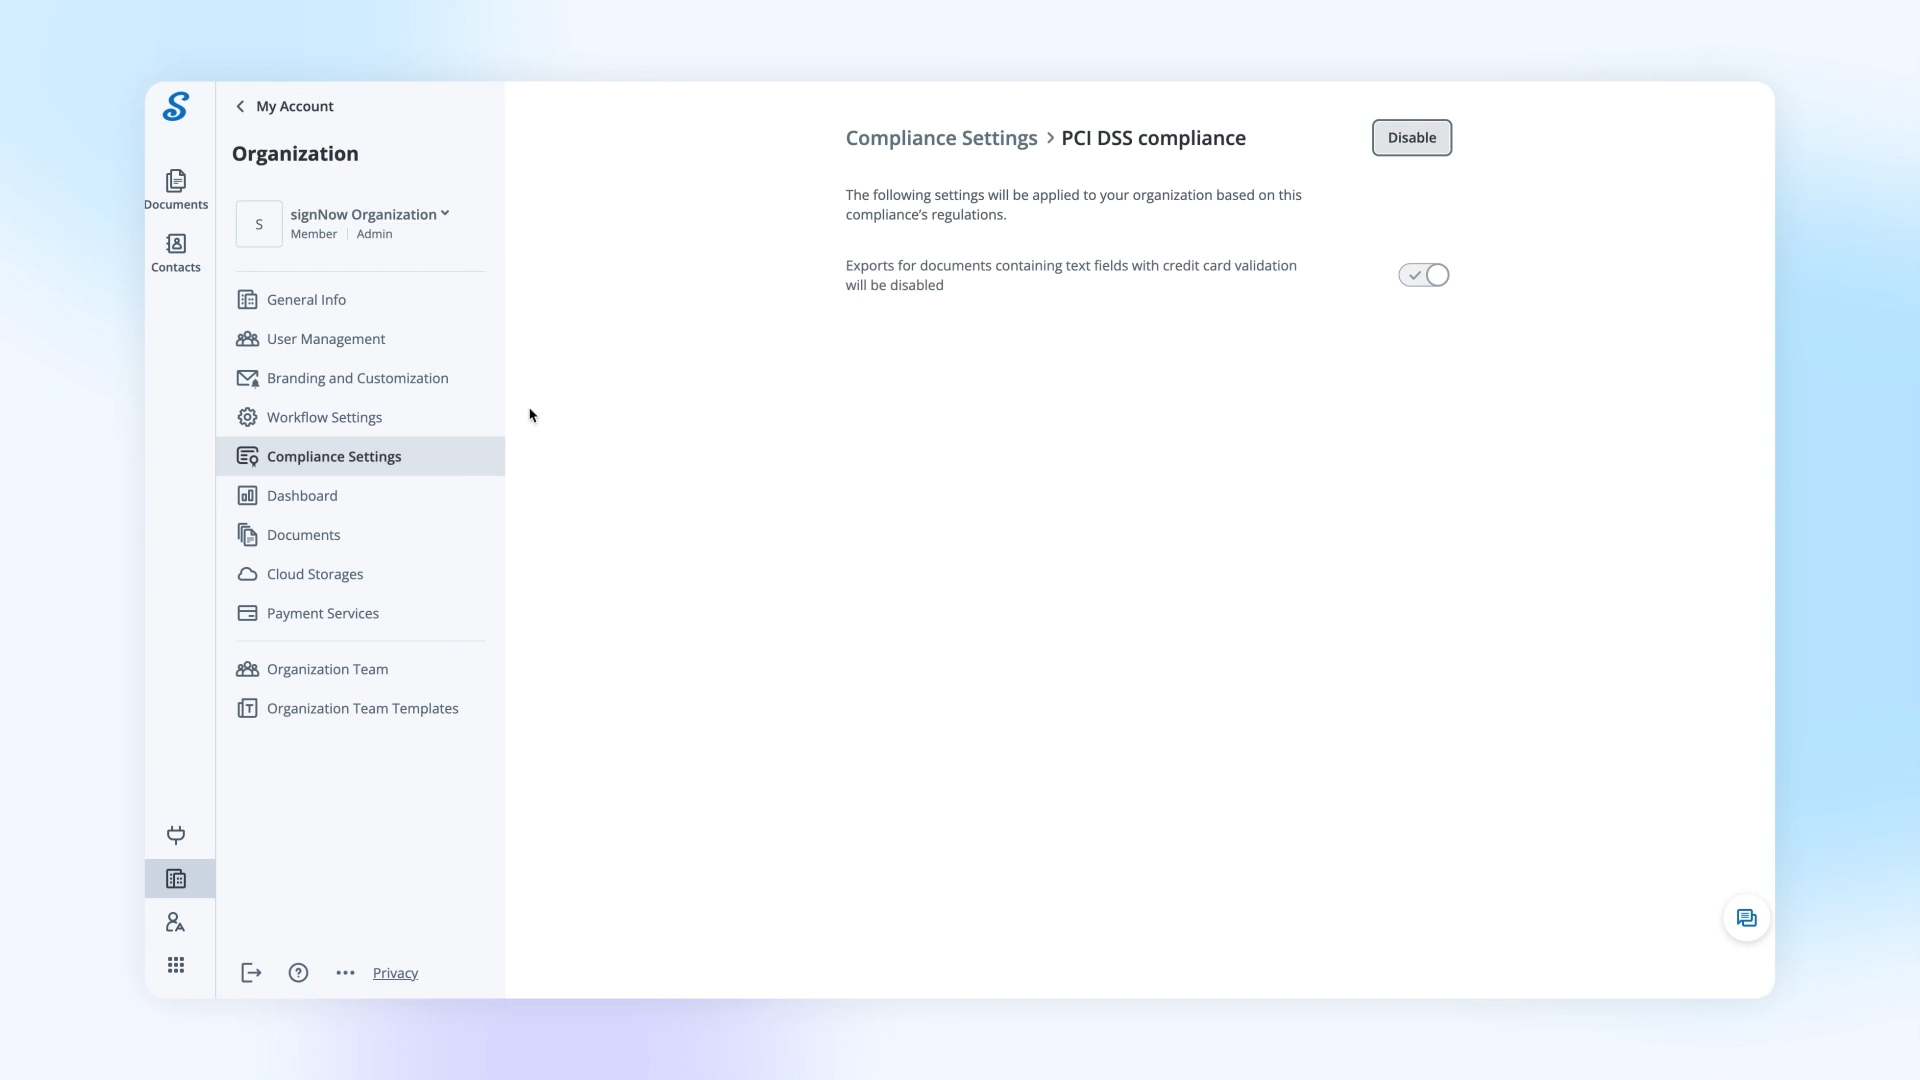 My Account
Organization
Documents
Contacts
S
signNow Organization
Member | Admin
General Info
User Management
Branding and Customization
Workflow Settings
Compliance Settings
Dashboard
Documents
Cloud Storages
Payment Services
Organization Team
Organization Team Templates
Privacy
Compliance Settings > PCI DSS compliance
Disable
The following settings will be applied to your organization based on this
compliance's regulations.
Exports for documents containing text fields with credit card validation
will be disabled